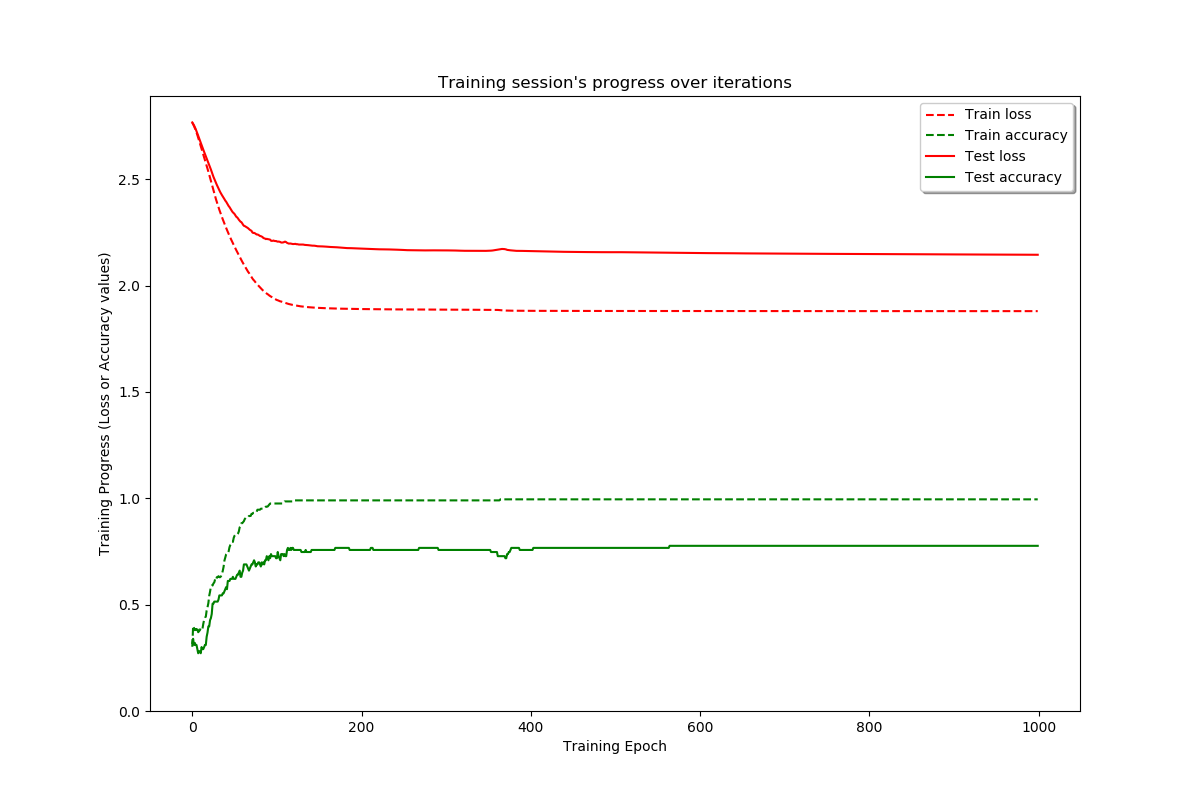 Training session's progress over iterations
Train loss
Train accuracy
Test loss
Test accuracy
Training Progress (Loss or Accuracy values)
2.5
2.0
1.5
1.0
0.5
0.0
0 200 400 600 800 1000
Training Epoch